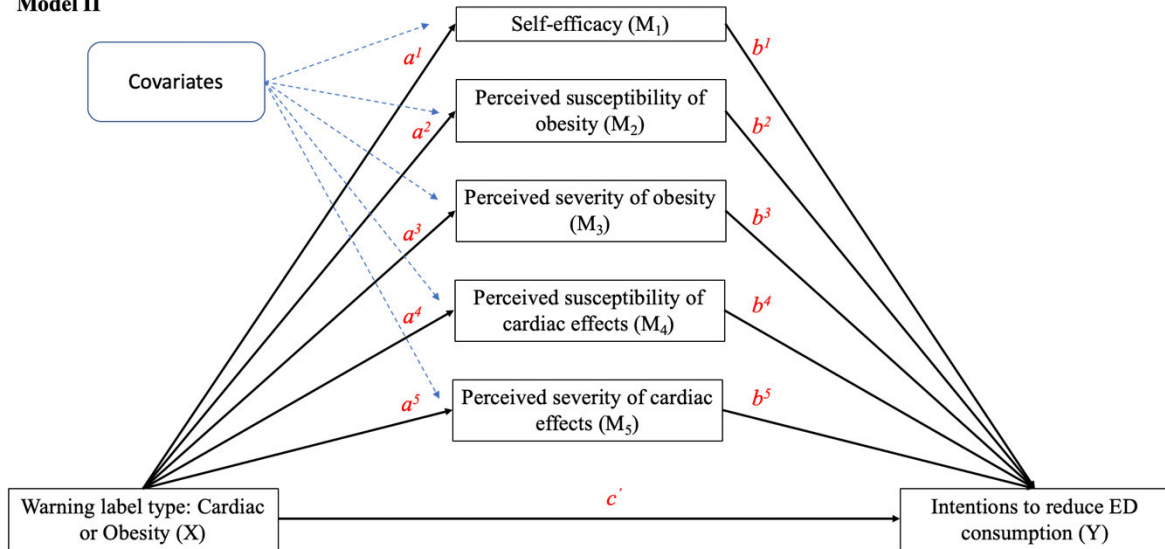 Model II
Self-efficacy (M₁)
a¹
b¹
Covariates
Perceived susceptibility of
obesity (M₂)
a²
b²
Perceived severity of obesity
(M₃)
a³
b³
Perceived susceptibility of
cardiac effects (M₄)
a⁴
b⁴
Perceived severity of cardiac
effects (M₅)
a⁵
b⁵
Warning label type: Cardiac
or Obesity (X)
c’
Intentions to reduce ED
consumption (Y)